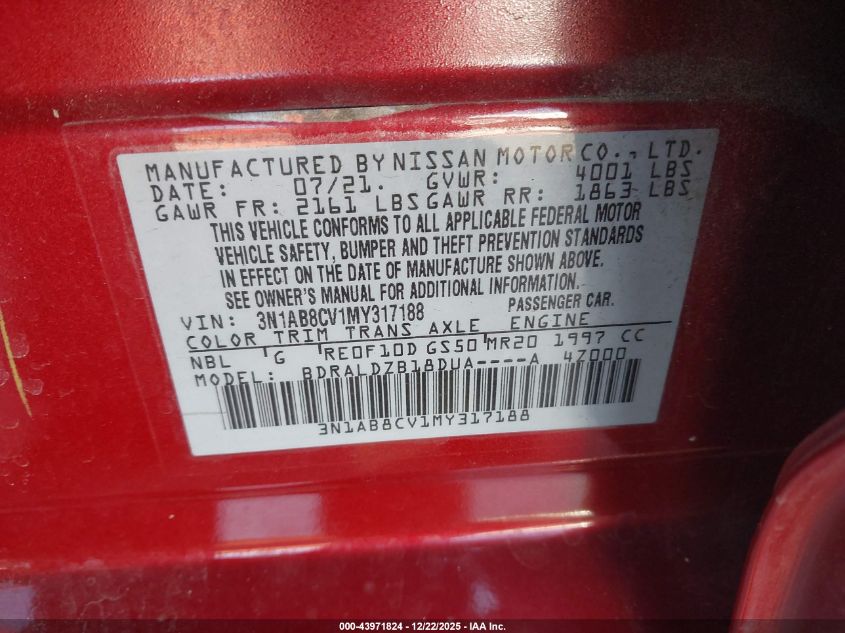 MANUFACTURED BY NISSAN MOTOR CO., LTD.
DATE: 07/21. GVWR: 4001 LBS
GAWR FR: 2161 LBS GAWR RR: 1863 LBS
THIS VEHICLE CONFORMS TO ALL APPLICABLE FEDERAL MOTOR
VEHICLE SAFETY, BUMPER AND THEFT PREVENTION STANDARDS
IN EFFECT ON THE DATE OF MANUFACTURE SHOWN ABOVE.
SEE OWNER'S MANUAL FOR ADDITIONAL INFORMATION.
VIN: 3N1AB8CV1MY317188 PASSENGER CAR.
COLOR TRIM TRANS AXLE ENGINE
NBL G RE0F10D GS50 MR20 1997 CC
MODEL: BDRALDZB18DUA----A 4Z000
3N1AB8CV1MY317188
000-43971824 | 12/22/2025 - IAA Inc.